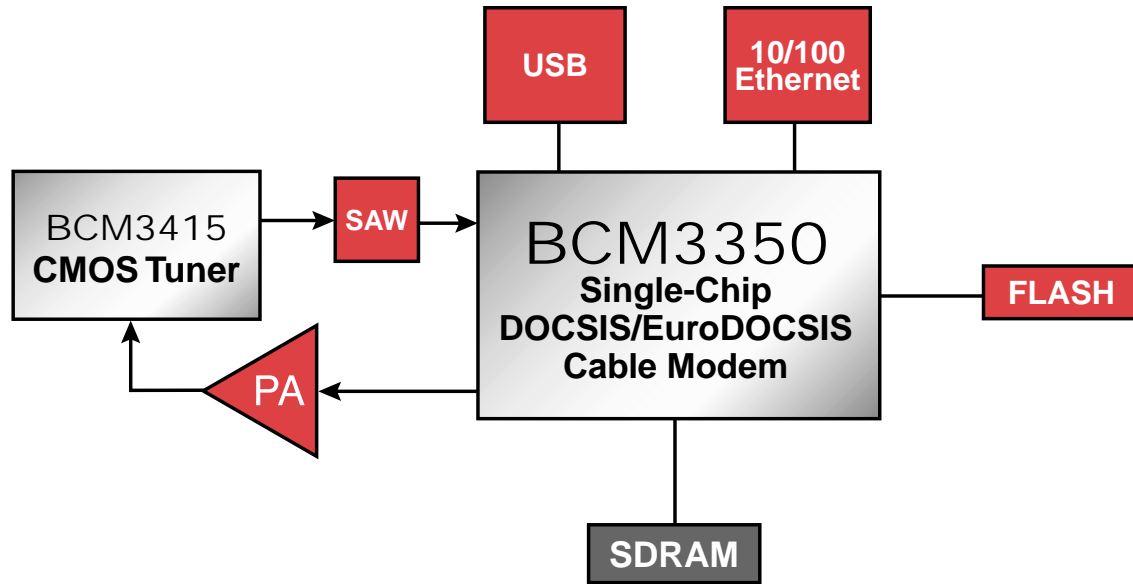 USB
10/100
Ethernet
BCM3415
CMOS Tuner
SAW
BCM3350
Single-Chip
DOCSIS/EuroDOCSIS
Cable Modem
FLASH
PA
SDRAM